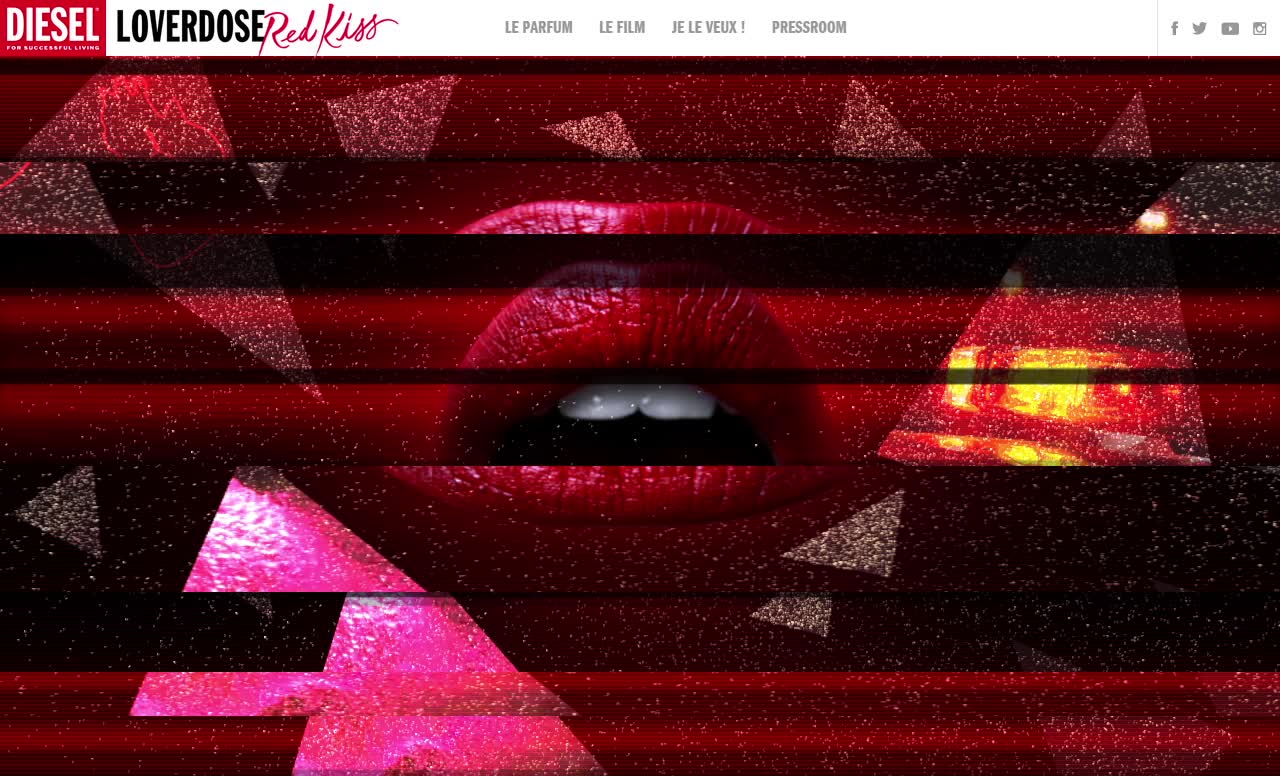 DIESEL
FOR SUCCESSFUL LIVING
LOVERDOSE Red Kiss
LE PARFUM LE FILM JE LE VEUX ! PRESSROOM